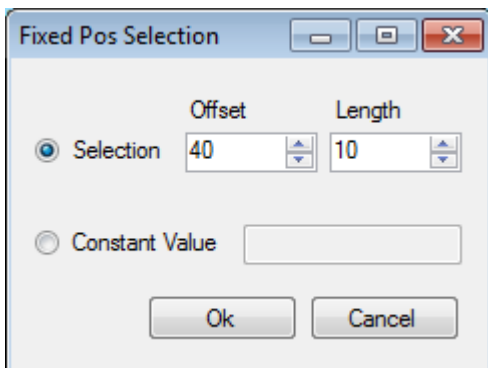 Fixed Pos Selection
Offset Length
Selection 40 10
Constant Value
Ok Cancel